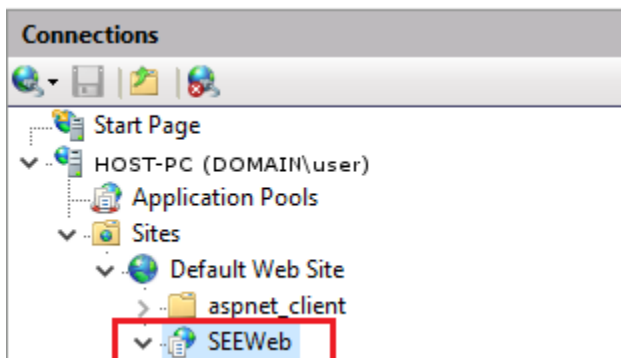 Connections
Start Page
HOST-PC (DOMAIN\user)
Application Pools
Sites
Default Web Site
aspnet_client
SEEWeb